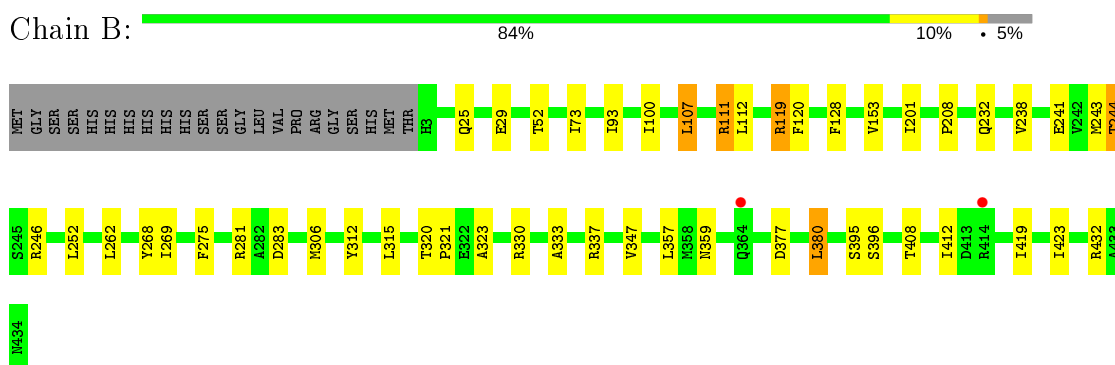 Chain B:
84% 10% • 5%
MET GLY SER SER HIS HIS HIS HIS HIS HIS SER SER GLY LEU VAL PRO ARG GLY SER HIS MET THR H3 Q25 E29 T52 I73 I93 I100 L107 R111 L112 R119 F120 F128 V153 I201 P208 Q232 V238 E241 V242 M243 T244
S245 R246 L252 L262 Y268 I269 F275 R281 A282 D283 M306 Y312 L315 T320 P321 E322 A323 R330 A333 R337 V347 L357 M358 N359 Q364 D377 L380 S395 S396 T408 I412 D413 R414 I419 I423 R432 A433
N434